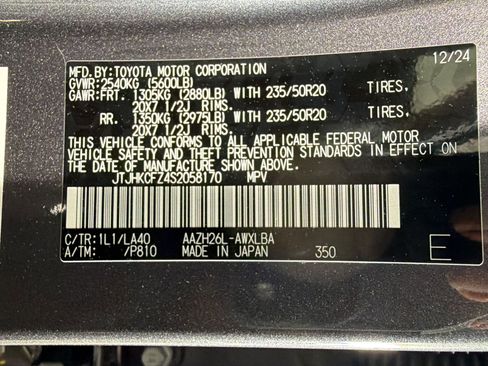 12/24
MFD.BY:TOYOTA MOTOR CORPORATION
GVWR:2540KG (5600LB)
GAWR:FRT. 1305KG (2880LB) WITH 235/50R20 TIRES,
20X7 1/2J RIMS.
RR. 1350KG (2975LB) WITH 235/50R20 TIRES,
20X7 1/2J RIMS.
THIS VEHICLE CONFORMS TO ALL APPLICABLE FEDERAL MOTOR
VEHICLE SAFETY AND THEFT PREVENTION STANDARDS IN EFFECT ON
THE DATE OF MANUFACTURE SHOWN ABOVE.
JTJHKCFZ4S2058170 MPV
C/TR:1L1/LA40 AAZH26L-AWXLBA
A/TM: /P810 MADE IN JAPAN 350 E